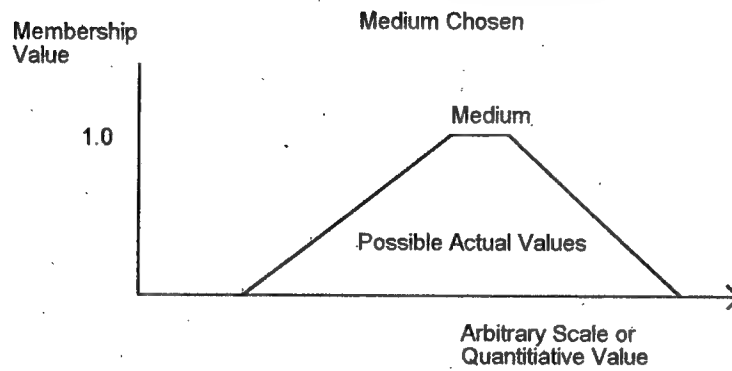 Medium Chosen
Membership
Value
Medium
1.0
Possible Actual Values
Arbitrary Scale or
Quantitiative Value